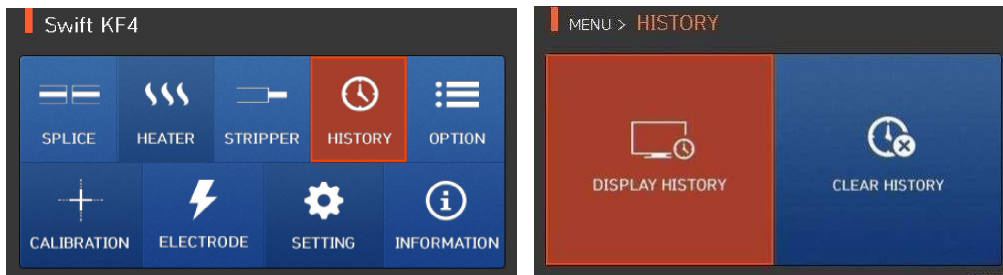 Swift KF4
SPLICE HEATER STRIPPER HISTORY OPTION
CALIBRATION ELECTRODE SETTING INFORMATION
MENU > HISTORY
DISPLAY HISTORY CLEAR HISTORY